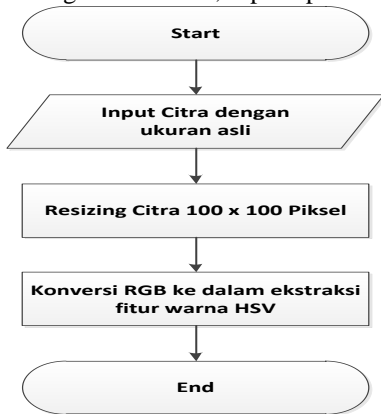 Start
Input Citra dengan
ukuran asli
Resizing Citra 100 x 100 Piksel
Konversi RGB ke dalam ekstraksi
fitur warna HSV
End